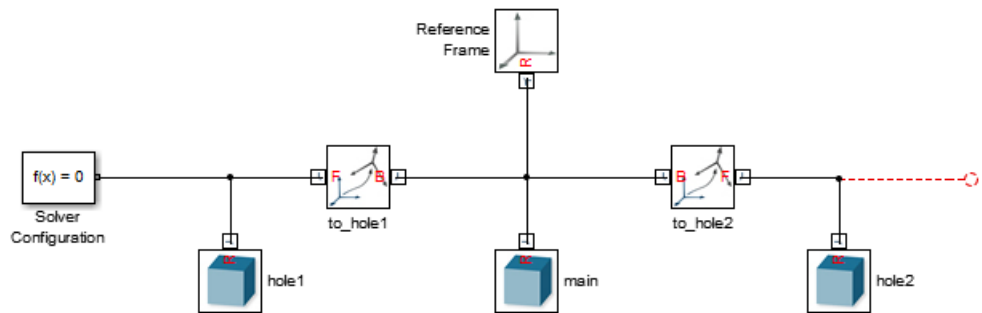 Reference
Frame
R
f(x) = 0
F
B
B
F
Solver
Configuration
to_hole1
to_hole2
R
hole1
R
main
R
hole2